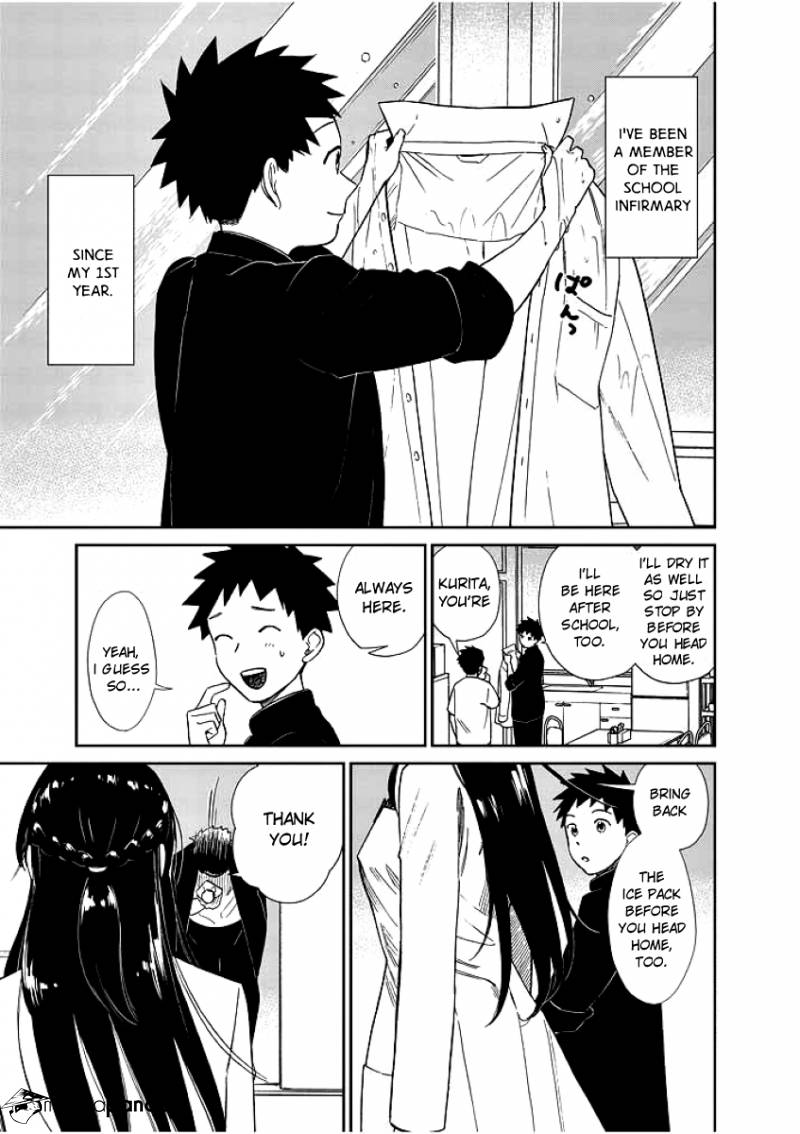 I'VE BEEN
A MEMBER
OF THE
SCHOOL
INFIRMARY
SINCE
MY 1ST
YEAR.
ぱんっ
I'LL DRY IT
AS WELL
SO JUST
STOP BY
BEFORE
YOU HEAD
HOME.
I'LL
BE HERE
AFTER
SCHOOL,
TOO.
KURITA,
YOU'RE
ALWAYS
HERE.
YEAH,
I GUESS
SO...
BRING
BACK
THE
ICE PACK
BEFORE
YOU HEAD
HOME,
TOO.
THANK
YOU!